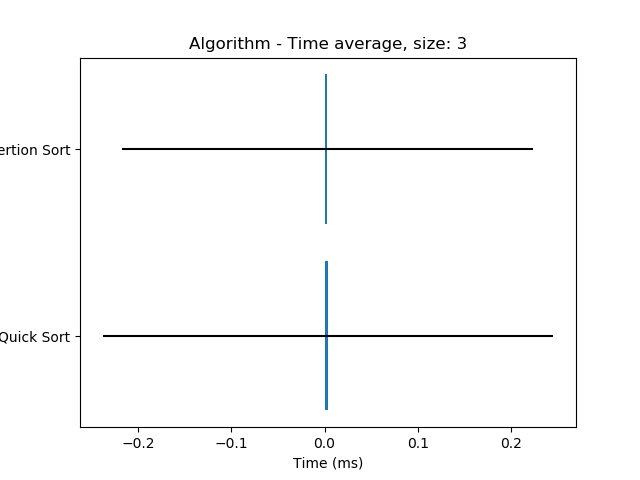 Algorithm - Time average, size: 3
ertion Sort
Quick Sort
−0.2 −0.1 0.0 0.1 0.2
Time (ms)